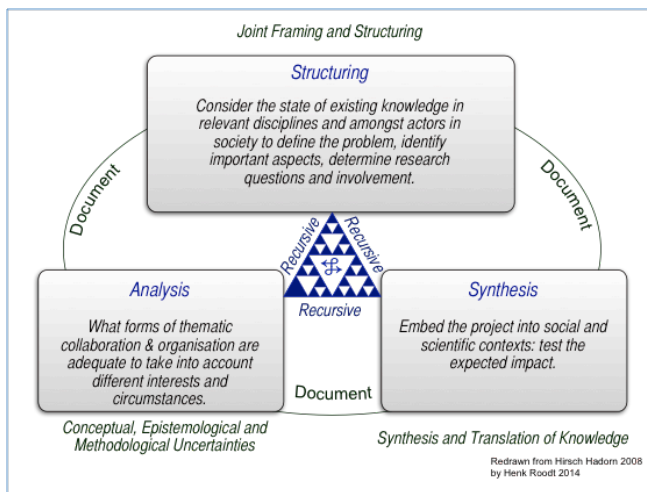 Joint Framing and Structuring
Structuring
Consider the state of existing knowledge in
relevant disciplines and amongst actors in
society to define the problem, identify
important aspects, determine research
questions and involvement.
Document
Document
Recursive
Recursive
Recursive
Analysis
What forms of thematic
collaboration & organisation are
adequate to take into account
different interests and
circumstances.
Synthesis
Embed the project into social and
scientific contexts: test the
expected impact.
Document
Conceptual, Epistemological and
Methodological Uncertainties
Synthesis and Translation of Knowledge
Redrawn from Hirsch Hadorn 2008
by Henk Roodt 2014